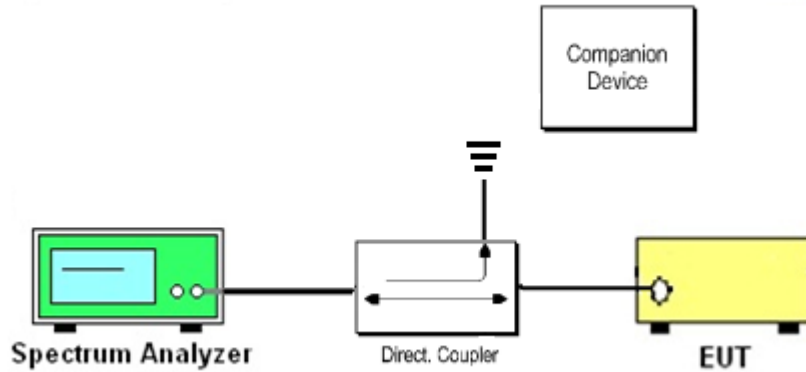 Companion
Device
Spectrum Analyzer
Direct. Coupler
EUT